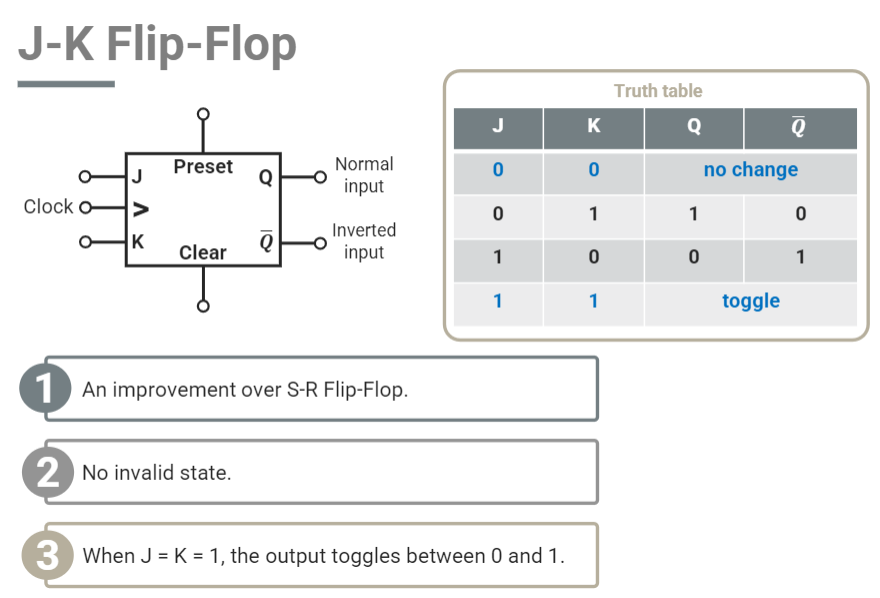 J-K Flip-Flop
Truth table
J K Q Q̅
0 0 no change
0 1 1 0
1 0 0 1
1 1 toggle
Preset
J
Q
Normal
input
Clock >
K
Clear
Q̅
Inverted
input
1 An improvement over S-R Flip-Flop.
2 No invalid state.
3 When J = K = 1, the output toggles between 0 and 1.